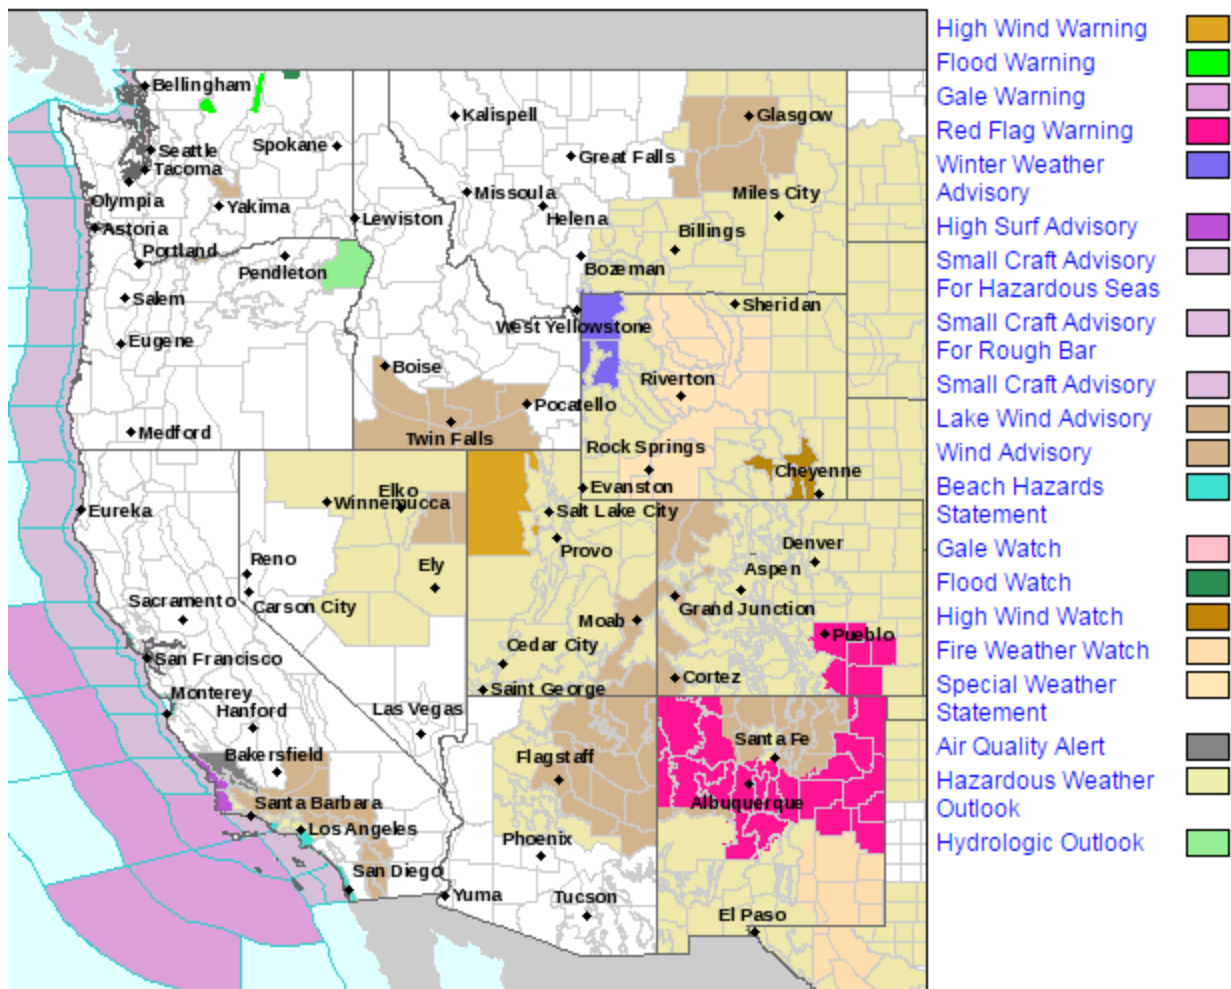 High Wind Warning
Flood Warning
Gale Warning
Red Flag Warning
Winter Weather
Advisory
High Surf Advisory
Small Craft Advisory
For Hazardous Seas
Small Craft Advisory
For Rough Bar
Small Craft Advisory
Lake Wind Advisory
Wind Advisory
Beach Hazards
Statement
Gale Watch
Flood Watch
High Wind Watch
Fire Weather Watch
Special Weather
Statement
Air Quality Alert
Hazardous Weather
Outlook
Hydrologic Outlook
Bellingham
Kalispell
Glasgow
Seattle
Spokane
Great Falls
Tacoma
Olympia
Yakima
Missoula
Miles City
Astoria
Lewiston
Helena
Billings
Portland
Pendleton
Bozeman
Salem
Sheridan
Eugene
West Yellowstone
Boise
Riverton
Pocatello
Medford
Twin Falls
Rock Springs
Cheyenne
Evanston
Elko
Winnemucca
Eureka
Salt Lake City
Provo
Denver
Reno
Ely
Aspen
Sacramento
Carson City
Grand Junction
Moab
Pueblo
San Francisco
Cedar City
Cortez
Monterey
Saint George
Hanford
Las Vegas
Bakersfield
Flagstaff
Santa Fe
Santa Barbara
Albuquerque
Los Angeles
Phoenix
San Diego
Yuma
Tucson
El Paso